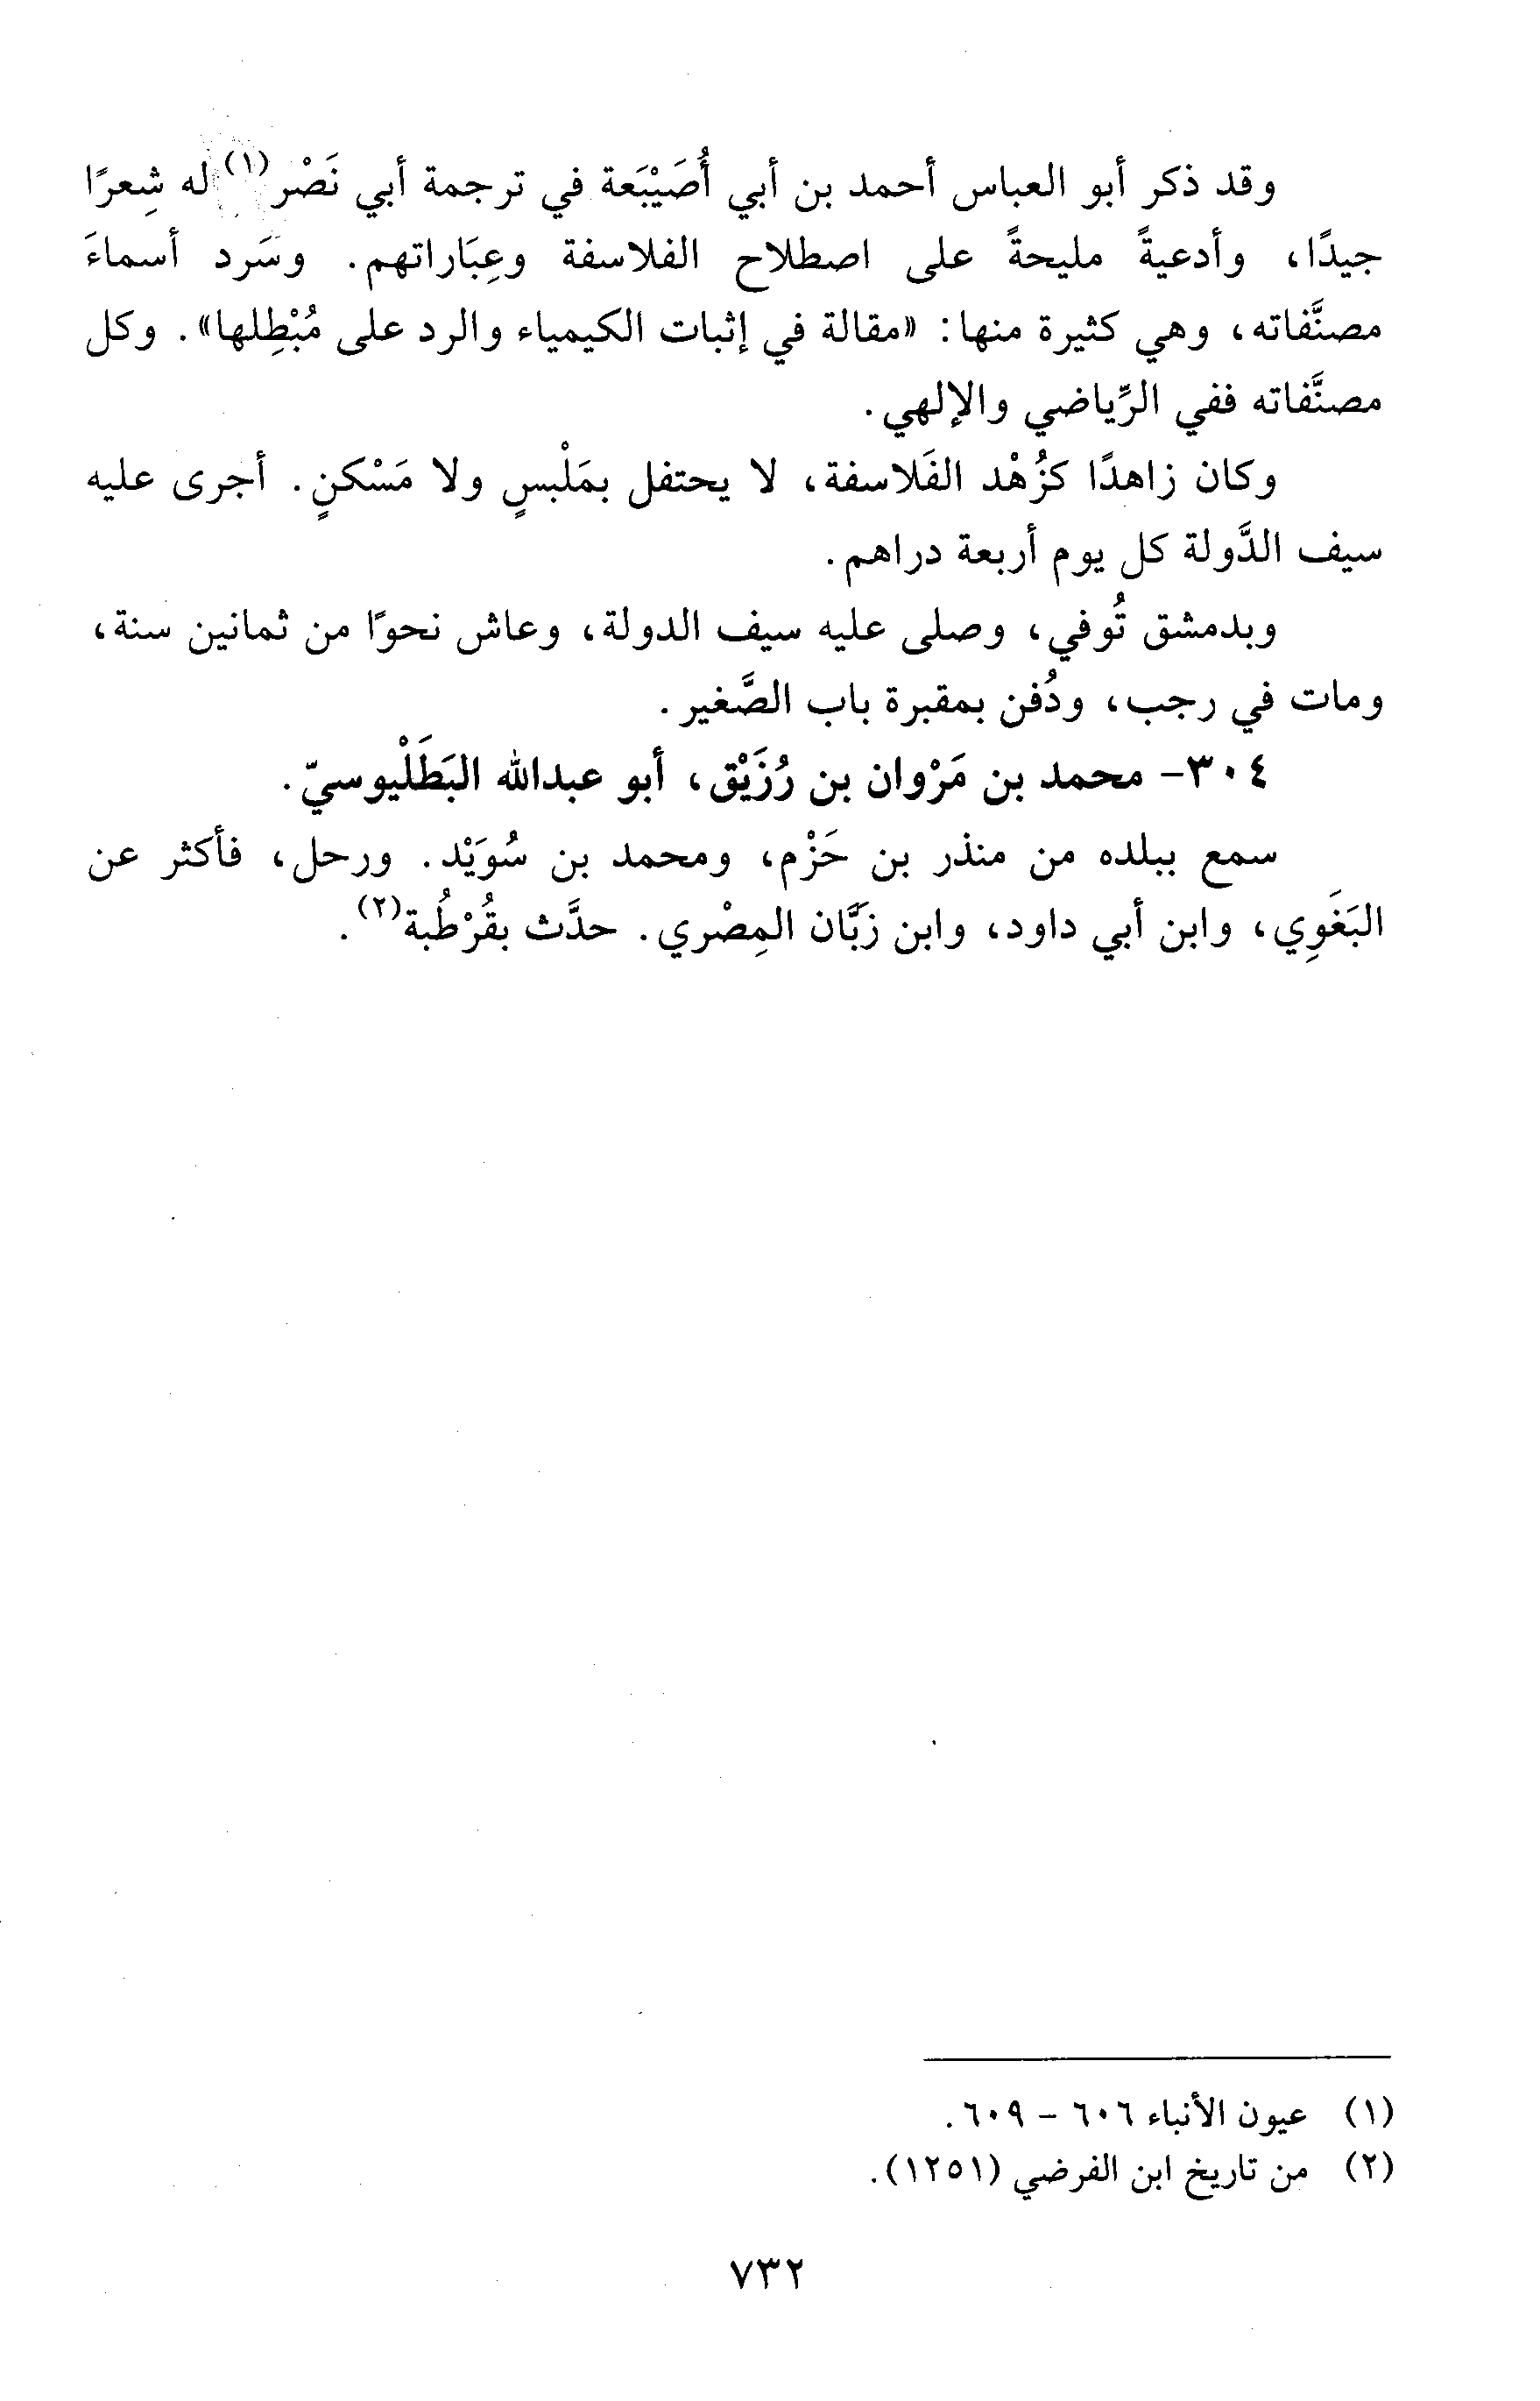 وقد ذكر أبو العباس أحمد بن أبي أُصَيْبَعة في ترجمة أبي نَصْر(١) له شِعرًا
جيدًا، وأدعيةً مليحةً على اصطلاح الفلاسفة وعِبَاراتهم. وسَرد أسماءَ
مصنَّفاته، وهي كثيرة منها: «مقالة في إثبات الكيمياء والرد على مُبْطِلها». وكل
مصنَّفاته ففي الرِّياضي والإلهي.
وكان زاهدًا كزُهْد الفَلاسفة، لا يحتفل بمَلْبسٍ ولا مَسْكنٍ. أجرى عليه
سيف الدَّولة كل يوم أربعة دراهم.
وبدمشق تُوفي، وصلى عليه سيف الدولة، وعاش نحوًا من ثمانين سنة،
ومات في رجب، ودُفن بمقبرة باب الصَّغير.
٣٠٤- محمد بن مَرْوان بن رُزَيْق، أبو عبدالله البَطَلْيوسيّ.
سمع ببلده من منذر بن حَزْم، ومحمد بن سُوَيْد. ورحل، فأكثر عن
البَغَوِي، وابن أبي داود، وابن زَبَّان المِصْري. حدَّث بقُرْطُبة(٢).
(١) عيون الأنباء ٦٠٦ - ٦٠٩.
(٢) من تاريخ ابن الفرضي (١٢٥١).
٧٣٢